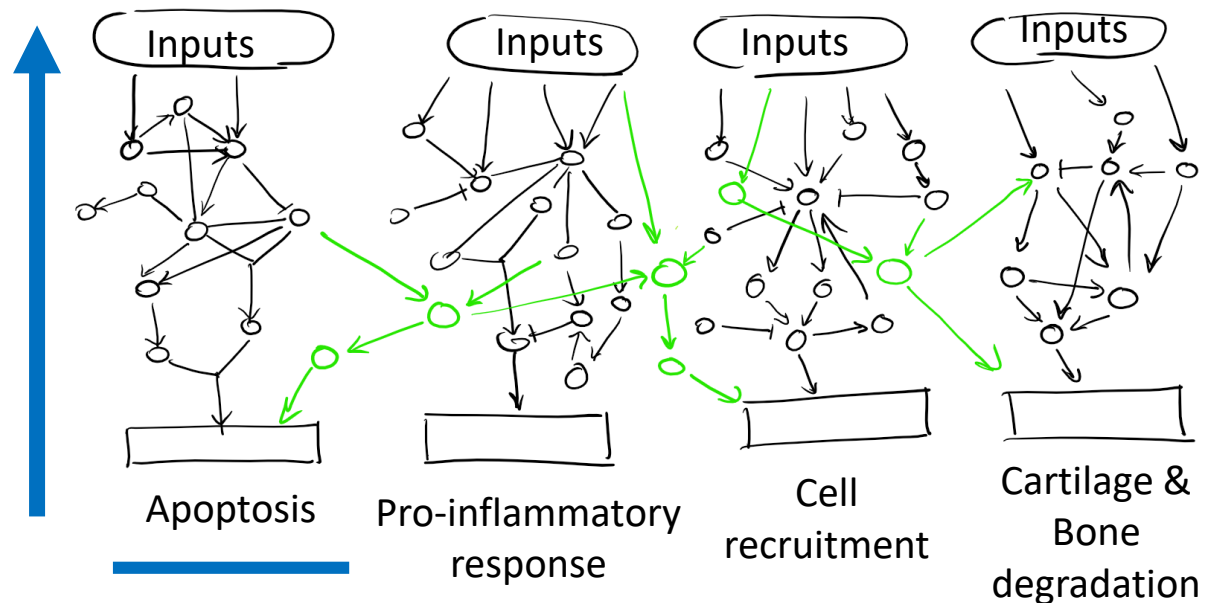 Inputs
Inputs
Inputs
Inputs
Apoptosis
Pro-inflammatory
response
Cell
recruitment
Cartilage &
Bone
degradation